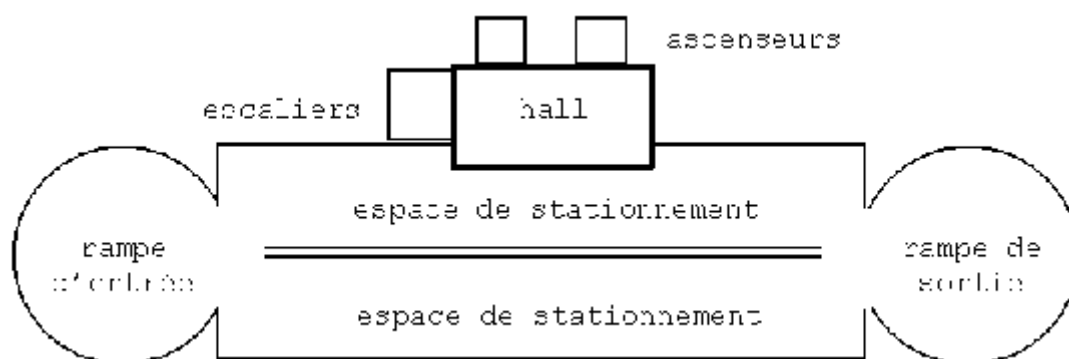 ascenseurs
escaliers
hall
espace de stationnement
rampe
d'entrée
rampe de
sortie
espace de stationnement